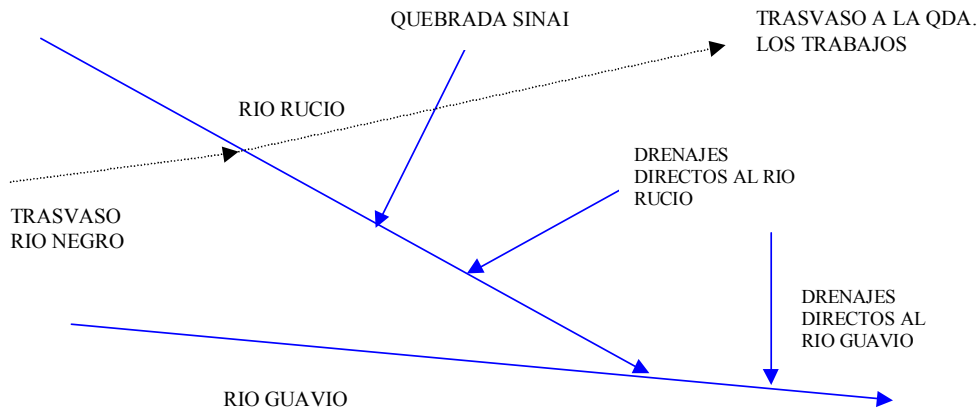 QUEBRADA SINAI
TRASVASO A LA QDA.
LOS TRABAJOS
RIO RUCIO
DRENAJES
DIRECTOS AL RIO
RUCIO
TRASVASO
RIO NEGRO
DRENAJES
DIRECTOS AL
RIO GUAVIO
RIO GUAVIO